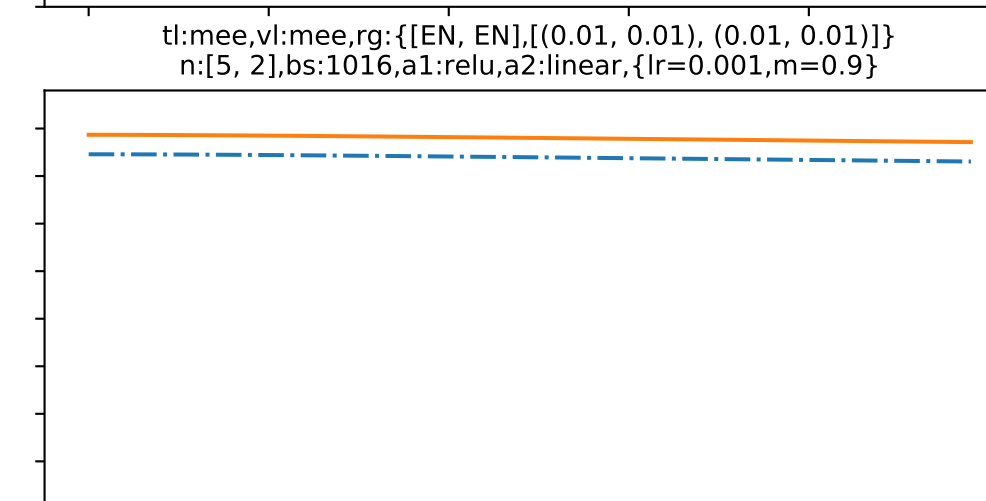 tl:mee,vl:mee,rg:{[EN, EN],[(0.01, 0.01), (0.01, 0.01)]}
n:[5, 2],bs:1016,a1:relu,a2:linear,{lr=0.001,m=0.9}